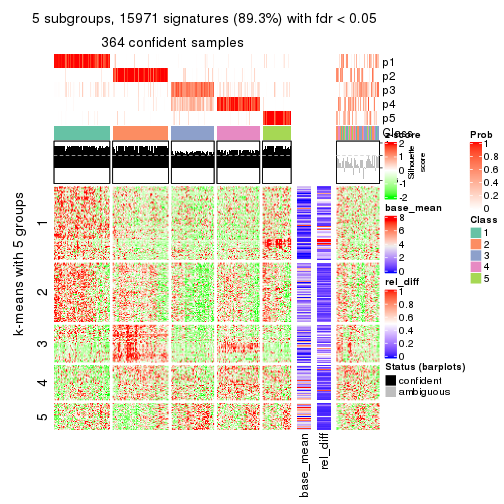 5 subgroups, 15971 signatures (89.3%) with fdr < 0.05
364 confident samples
p1
p2
p3
p4
p5
Class
z-score
2
1
0
-1
-2
Silhouette
score
base_mean
8
6
4
2
0
rel_diff
1
0.8
0.6
0.4
0.2
0
Status (barplots)
confident
ambiguous
Prob
1
0.8
0.6
0.4
0.2
0
Class
1
2
3
4
5
k-means with 5 groups
1
2
3
4
5
base_mean
rel_diff